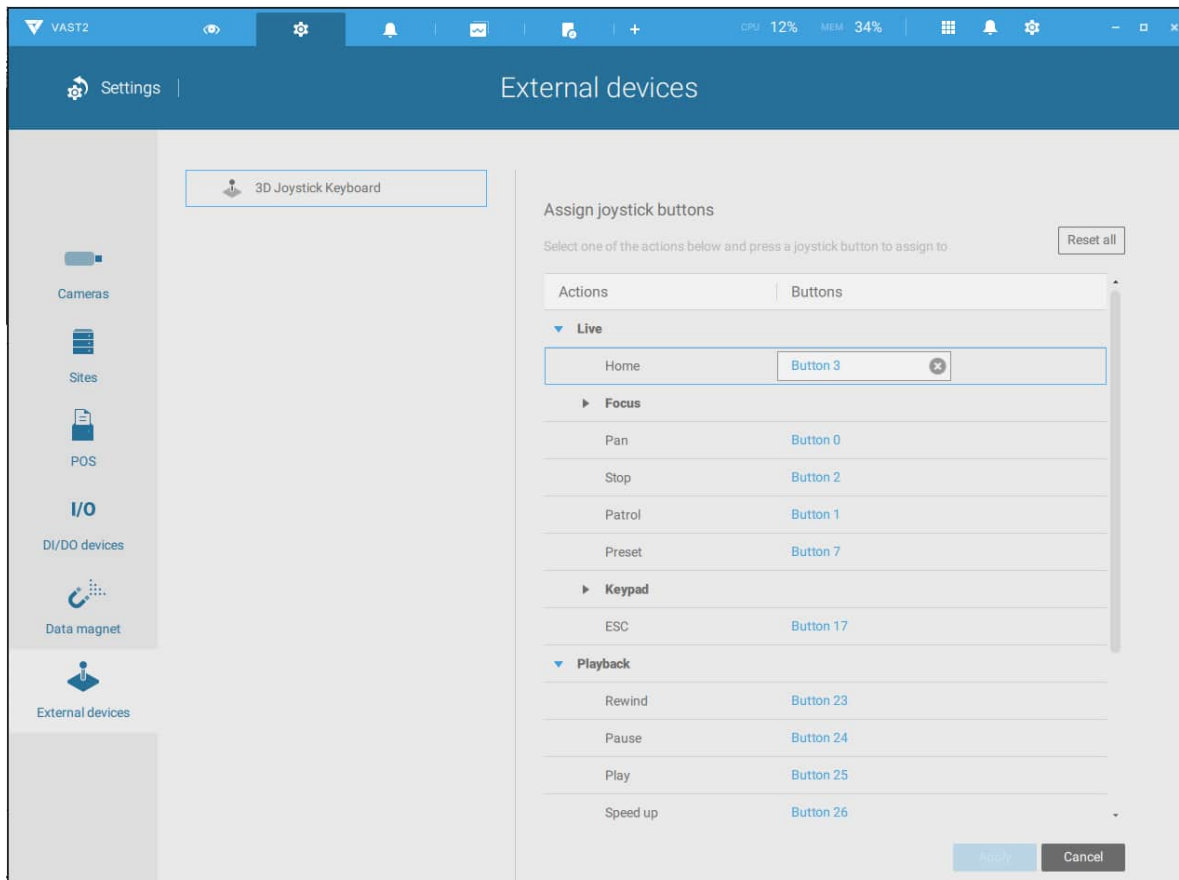 VAST2
CPU 12% MEM 34%
Settings
External devices
3D Joystick Keyboard
Assign joystick buttons
Select one of the actions below and press a joystick button to assign to
Reset all
Cameras
Sites
POS
I/O
DI/DO devices
Data magnet
External devices
Actions Buttons
Live
Home Button 3
Focus
Pan Button 0
Stop Button 2
Patrol Button 1
Preset Button 7
Keypad
ESC Button 17
Playback
Rewind Button 23
Pause Button 24
Play Button 25
Speed up Button 26
Apply Cancel